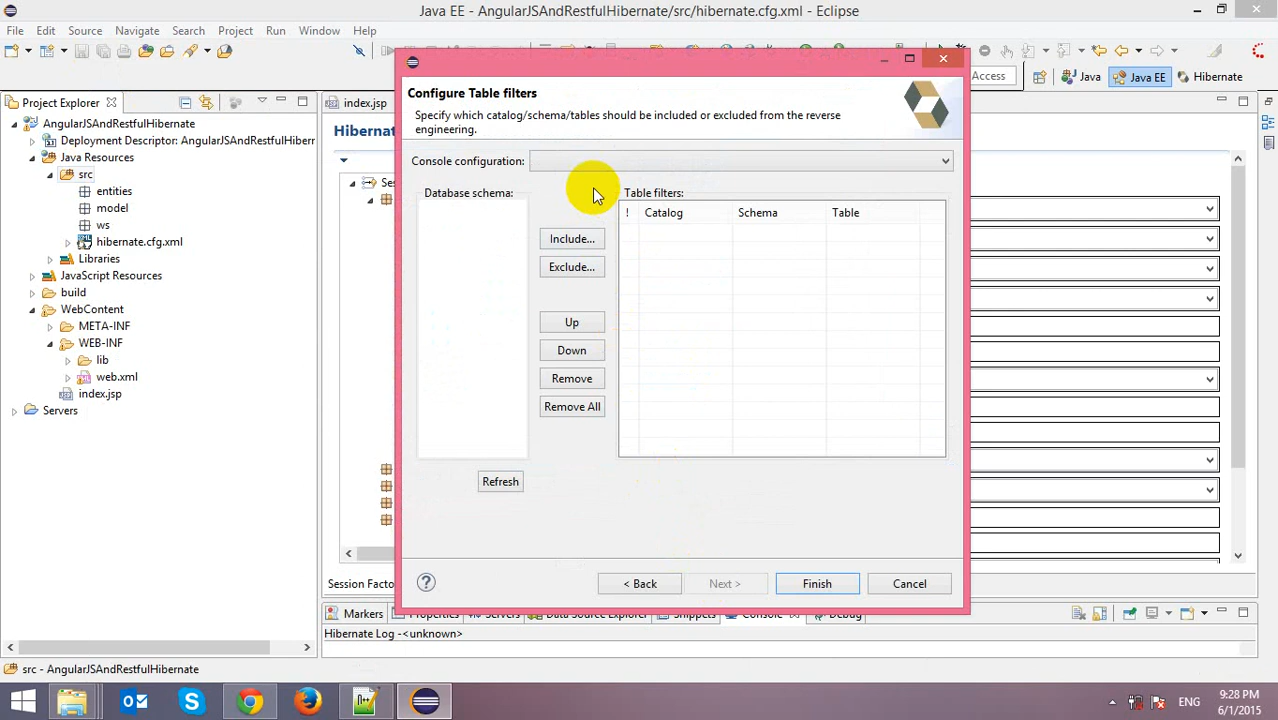 Java EE - AngularJSAndRestfulHibernate/src/hibernate.cfg.xml - Eclipse
File Edit Source Navigate Search Project Run Window Help
Access Java Java EE Hibernate
Project Explorer
AngularJSAndRestfulHibernate
Deployment Descriptor: AngularJSAndRestfulHiberr
Java Resources
src
entities
model
ws
hibernate.cfg.xml
Libraries
JavaScript Resources
build
WebContent
META-INF
WEB-INF
lib
web.xml
index.jsp
Servers
index.jsp
Hiberna
Ses
Configure Table filters
Specify which catalog/schema/tables should be included or excluded from the reverse
engineering.
Console configuration:
Database schema:
Table filters:
! Catalog Schema Table
Include...
Exclude...
Up
Down
Remove
Remove All
Refresh
? < Back Next > Finish Cancel
Session Facto
Markers Properties Servers Data Source Explorer Snippets Console Debug
Hibernate Log -<unknown>
src - AngularJSAndRestfulHibernate
N++
ENG
9:28 PM
6/1/2015